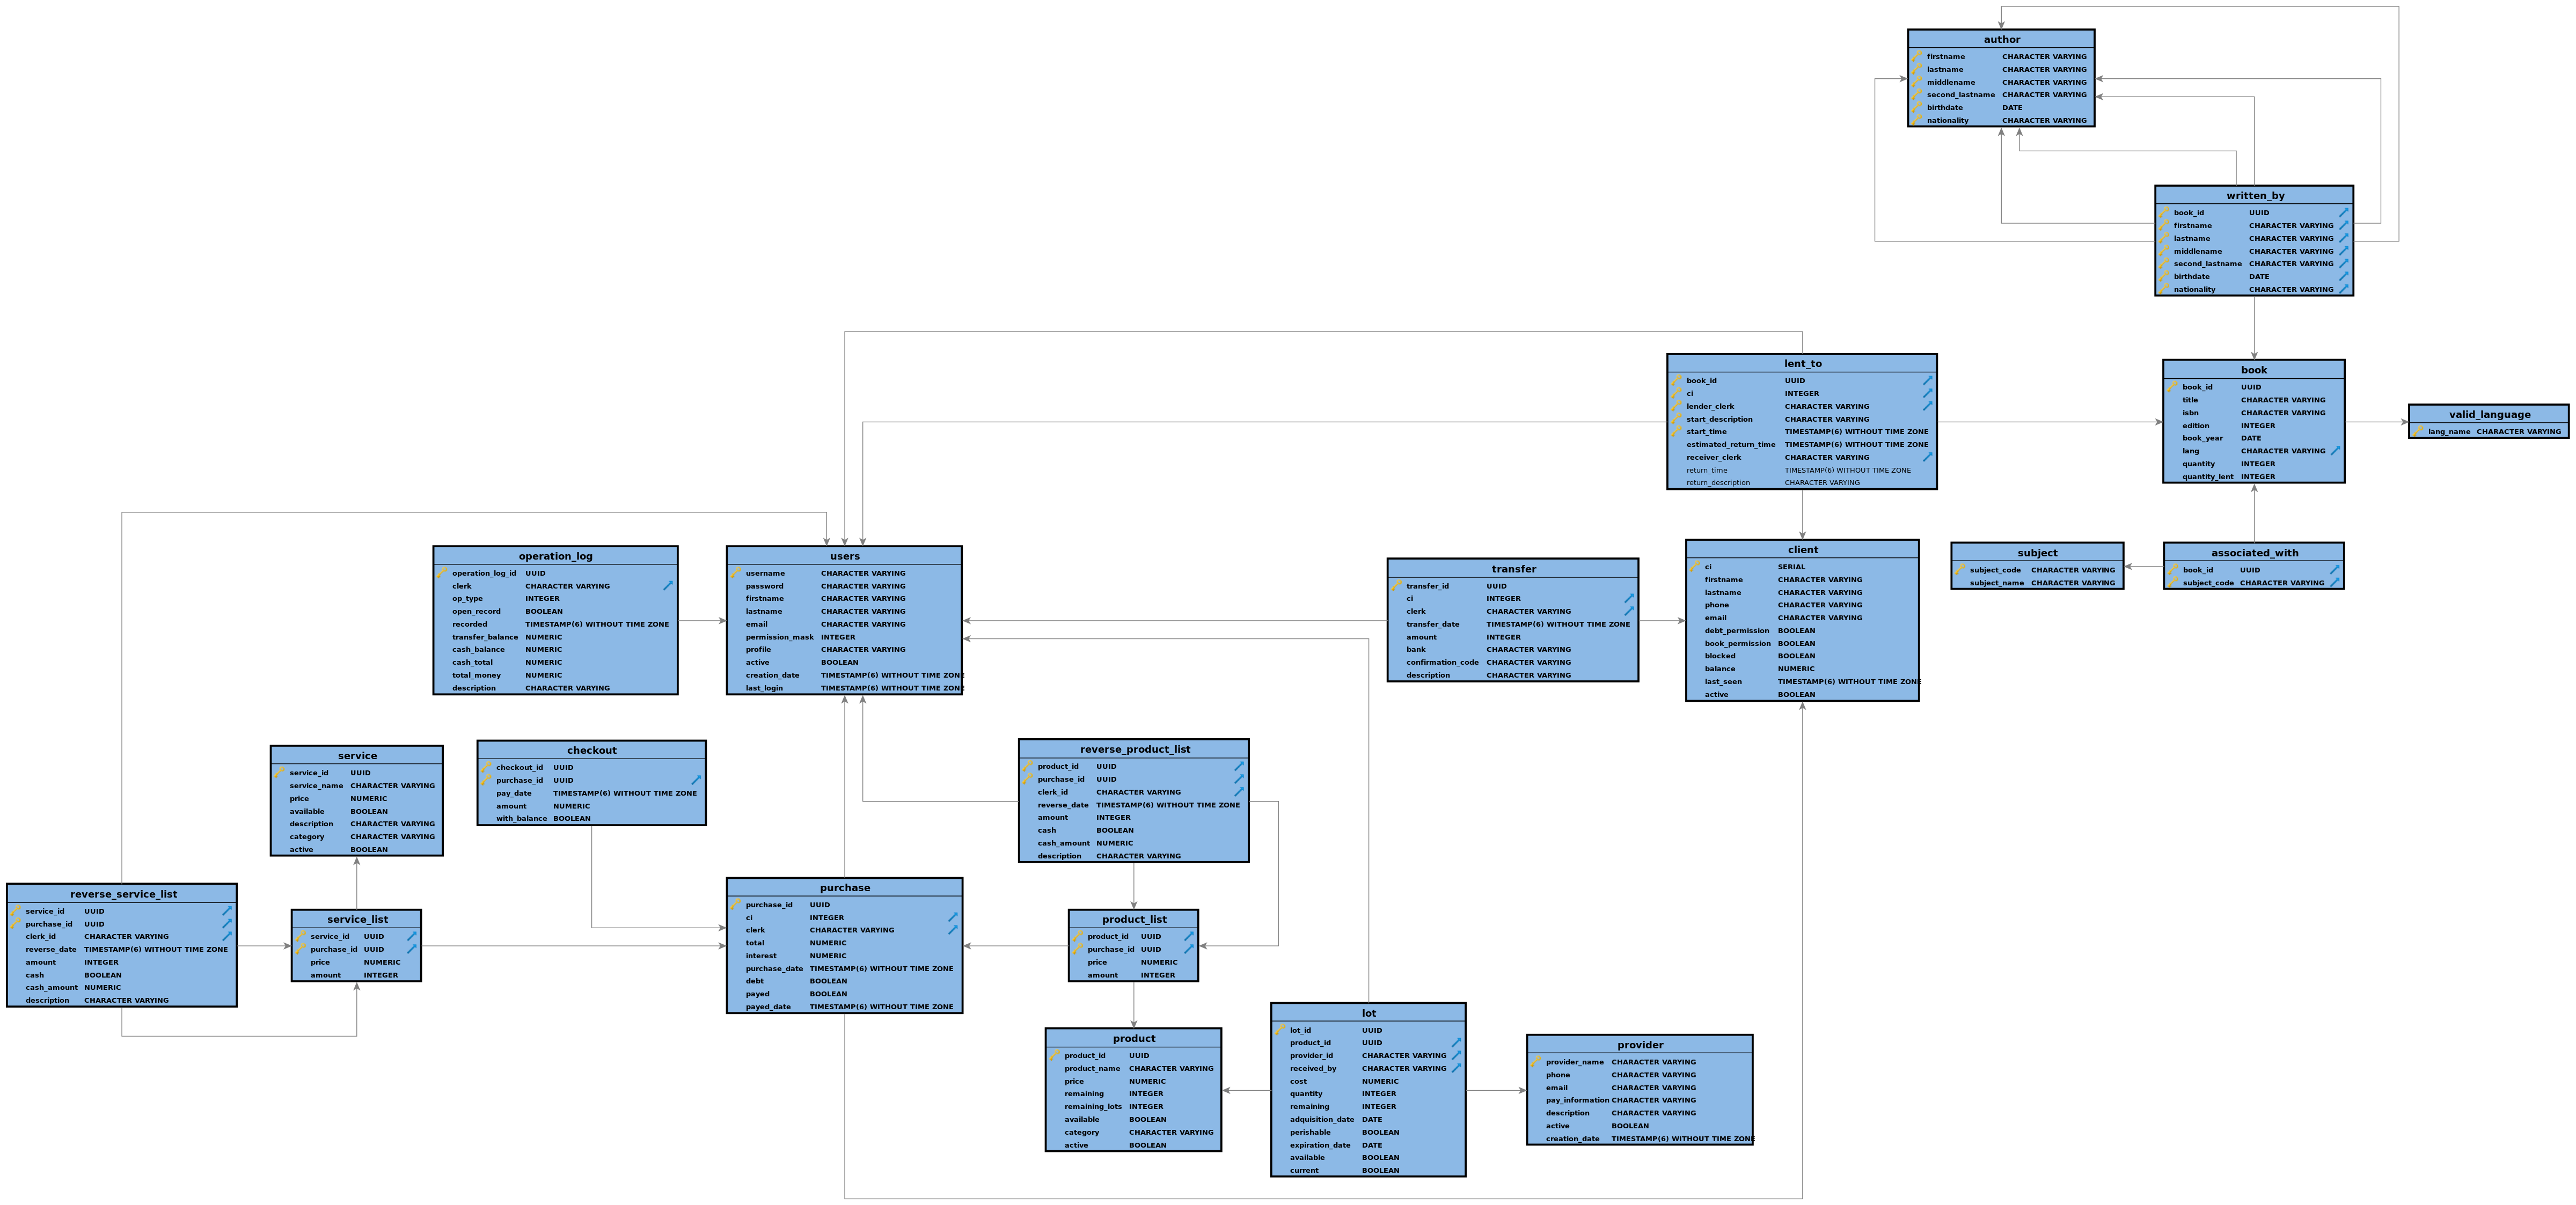 author
firstname CHARACTER VARYING
lastname CHARACTER VARYING
middlename CHARACTER VARYING
second_lastname CHARACTER VARYING
birthdate DATE
nationality CHARACTER VARYING
written_by
book_id UUID
firstname CHARACTER VARYING
lastname CHARACTER VARYING
middlename CHARACTER VARYING
second_lastname CHARACTER VARYING
birthdate DATE
nationality CHARACTER VARYING
lent_to
book_id UUID
ci INTEGER
lender_clerk CHARACTER VARYING
start_description CHARACTER VARYING
start_time TIMESTAMP(6) WITHOUT TIME ZONE
estimated_return_time TIMESTAMP(6) WITHOUT TIME ZONE
receiver_clerk CHARACTER VARYING
return_time TIMESTAMP(6) WITHOUT TIME ZONE
return_description CHARACTER VARYING
book
book_id UUID
title CHARACTER VARYING
isbn CHARACTER VARYING
edition INTEGER
book_year DATE
lang CHARACTER VARYING
quantity INTEGER
quantity_lent INTEGER
valid_language
lang_name CHARACTER VARYING
operation_log
operation_log_id UUID
clerk CHARACTER VARYING
op_type INTEGER
open_record BOOLEAN
recorded TIMESTAMP(6) WITHOUT TIME ZONE
transfer_balance NUMERIC
cash_balance NUMERIC
cash_total NUMERIC
total_money NUMERIC
description CHARACTER VARYING
users
username CHARACTER VARYING
password CHARACTER VARYING
firstname CHARACTER VARYING
lastname CHARACTER VARYING
email CHARACTER VARYING
permission_mask INTEGER
profile CHARACTER VARYING
active BOOLEAN
creation_date TIMESTAMP(6) WITHOUT TIME ZONE
last_login TIMESTAMP(6) WITHOUT TIME ZONE
transfer
transfer_id UUID
ci INTEGER
clerk CHARACTER VARYING
transfer_date TIMESTAMP(6) WITHOUT TIME ZONE
amount INTEGER
bank CHARACTER VARYING
confirmation_code CHARACTER VARYING
description CHARACTER VARYING
client
ci SERIAL
firstname CHARACTER VARYING
lastname CHARACTER VARYING
phone CHARACTER VARYING
email CHARACTER VARYING
debt_permission BOOLEAN
book_permission BOOLEAN
blocked BOOLEAN
balance NUMERIC
last_seen TIMESTAMP(6) WITHOUT TIME ZONE
active BOOLEAN
subject
subject_code CHARACTER VARYING
subject_name CHARACTER VARYING
associated_with
book_id UUID
subject_code CHARACTER VARYING
service
service_id UUID
service_name CHARACTER VARYING
price NUMERIC
available BOOLEAN
description CHARACTER VARYING
category CHARACTER VARYING
active BOOLEAN
checkout
checkout_id UUID
purchase_id UUID
pay_date TIMESTAMP(6) WITHOUT TIME ZONE
amount NUMERIC
with_balance BOOLEAN
reverse_product_list
product_id UUID
purchase_id UUID
clerk_id CHARACTER VARYING
reverse_date TIMESTAMP(6) WITHOUT TIME ZONE
amount INTEGER
cash BOOLEAN
cash_amount NUMERIC
description CHARACTER VARYING
reverse_service_list
service_id UUID
purchase_id UUID
clerk_id CHARACTER VARYING
reverse_date TIMESTAMP(6) WITHOUT TIME ZONE
amount INTEGER
cash BOOLEAN
cash_amount NUMERIC
description CHARACTER VARYING
service_list
service_id UUID
purchase_id UUID
price NUMERIC
amount INTEGER
purchase
purchase_id UUID
ci INTEGER
clerk CHARACTER VARYING
total NUMERIC
interest NUMERIC
purchase_date TIMESTAMP(6) WITHOUT TIME ZONE
debt BOOLEAN
payed BOOLEAN
payed_date TIMESTAMP(6) WITHOUT TIME ZONE
product_list
product_id UUID
purchase_id UUID
price NUMERIC
amount INTEGER
product
product_id UUID
product_name CHARACTER VARYING
price NUMERIC
remaining INTEGER
remaining_lots INTEGER
available BOOLEAN
category CHARACTER VARYING
active BOOLEAN
lot
lot_id UUID
product_id UUID
provider_id CHARACTER VARYING
received_by CHARACTER VARYING
cost NUMERIC
quantity INTEGER
remaining INTEGER
adquisition_date DATE
perishable BOOLEAN
expiration_date DATE
available BOOLEAN
current BOOLEAN
provider
provider_name CHARACTER VARYING
phone CHARACTER VARYING
email CHARACTER VARYING
pay_information CHARACTER VARYING
description CHARACTER VARYING
active BOOLEAN
creation_date TIMESTAMP(6) WITHOUT TIME ZONE